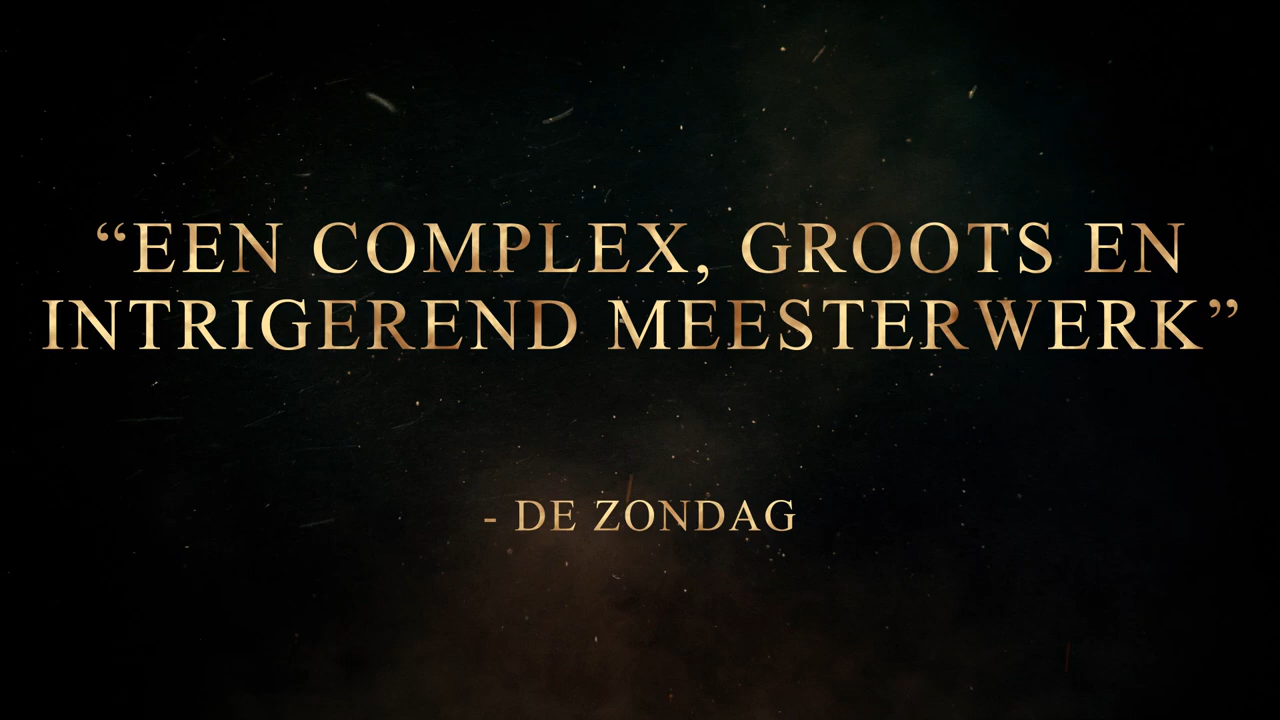 “EEN COMPLEX, GROOTS EN
INTRIGEREND MEESTERWERK”
- DE ZONDAG